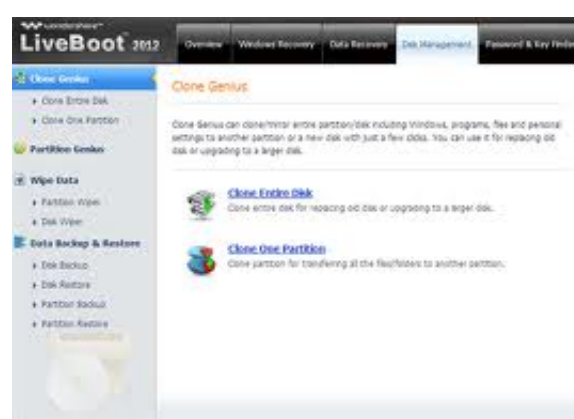 Wondershare
LiveBoot 2012
Overview
Windows Recovery
Data Recovery
Disk Management
Password & Key Finder
Clone Genius
Clone Entire Disk
Clone One Partition
Partition Genius
Wipe Data
Partition Wiper
Disk Wiper
Data Backup & Restore
Disk Backup
Disk Restore
Partition Backup
Partition Restore
Clone Genius
Clone Genius can clone/mirror entire partition/disk including Windows, programs, files and personal
settings to another partition or a new disk with just a few clicks. You can use it for replacing old
disk or upgrading to a larger disk.
Clone Entire Disk
Clone entire disk for replacing old disk or upgrading to a larger disk.
Clone One Partition
Clone partition for transferring all the files/folders to another partition.